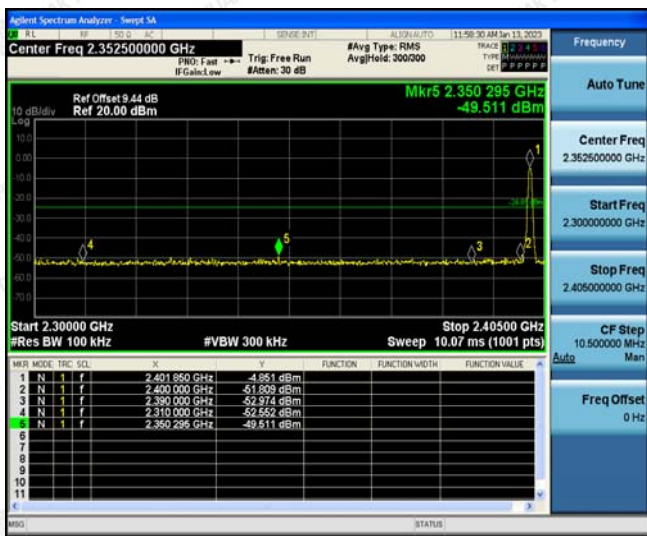 Agilent Spectrum Analyzer - Swept SA
RL RF 50 Ω AC SENSE:INT ALIGN AUTO 11:58:30 AM Jan 13, 2023
Center Freq 2.352500000 GHz
PNO: Fast
IFGain:Low
Trig: Free Run
#Atten: 30 dB
#Avg Type: RMS
Avg|Hold: 300/300
TRACE 1 2 3 4 5 6
TYPE
DET P P P P P P
Ref Offset 9.44 dB
Ref 20.00 dBm
10 dB/div
Log
Mkr5 2.350 295 GHz
-49.511 dBm
10.0
0.00
-10.0
-20.0
-30.0
-40.0
-50.0
-60.0
-70.0
1
2
3
4
5
Start 2.30000 GHz
Stop 2.40500 GHz
#Res BW 100 kHz
#VBW 300 kHz
Sweep 10.07 ms (1001 pts)
MKR MODE TRC SCL X Y FUNCTION FUNCTION WIDTH FUNCTION VALUE
1 N 1 f 2.401 850 GHz -4.851 dBm
2 N 1 f 2.400 000 GHz -51.809 dBm
3 N 1 f 2.390 000 GHz -52.974 dBm
4 N 1 f 2.310 000 GHz -52.552 dBm
5 N 1 f 2.350 295 GHz -49.511 dBm
6
7
8
9
10
11
MSG
STATUS
Frequency
Auto Tune
Center Freq
2.352500000 GHz
Start Freq
2.300000000 GHz
Stop Freq
2.405000000 GHz
CF Step
10.500000 MHz
Auto Man
Freq Offset
0 Hz